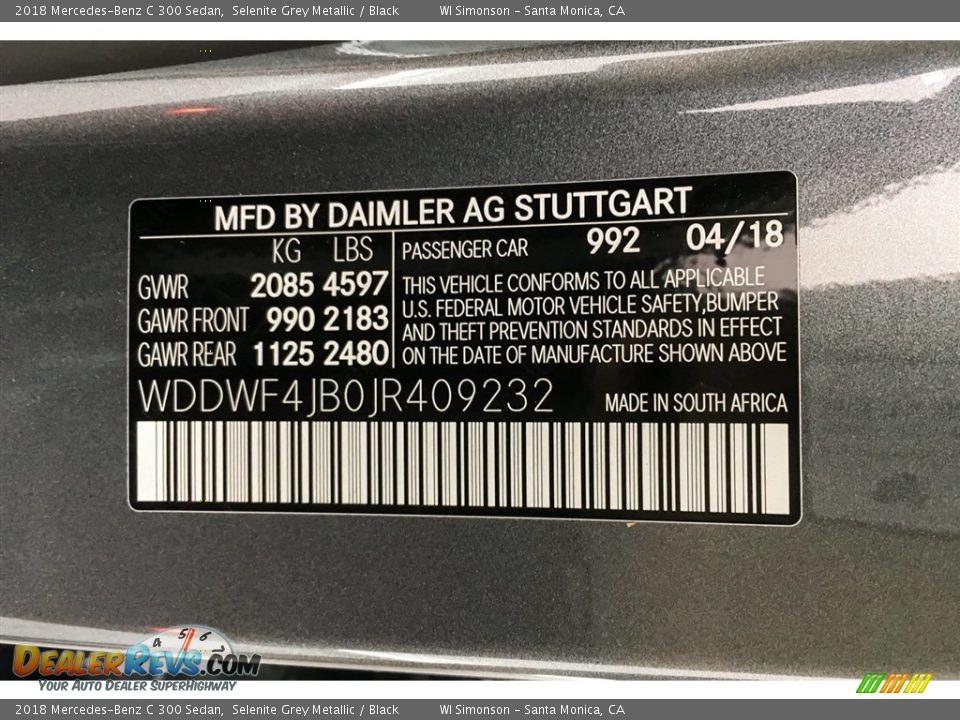 2018 Mercedes-Benz C 300 Sedan, Selenite Grey Metallic / Black WI Simonson - Santa Monica, CA
MFD BY DAIMLER AG STUTTGART
KG LBS PASSENGER CAR 992 04/18
GVWR 2085 4597 THIS VEHICLE CONFORMS TO ALL APPLICABLE
U.S. FEDERAL MOTOR VEHICLE SAFETY,BUMPER
GAWR FRONT 990 2183 AND THEFT PREVENTION STANDARDS IN EFFECT
GAWR REAR 1125 2480 ON THE DATE OF MANUFACTURE SHOWN ABOVE
WDDWF4JB0JR409232 MADE IN SOUTH AFRICA
4 5 6
DEALERREVS.COM
YOUR AUTO DEALER SUPERHIGHWAY
2018 Mercedes-Benz C 300 Sedan, Selenite Grey Metallic / Black WI Simonson - Santa Monica, CA